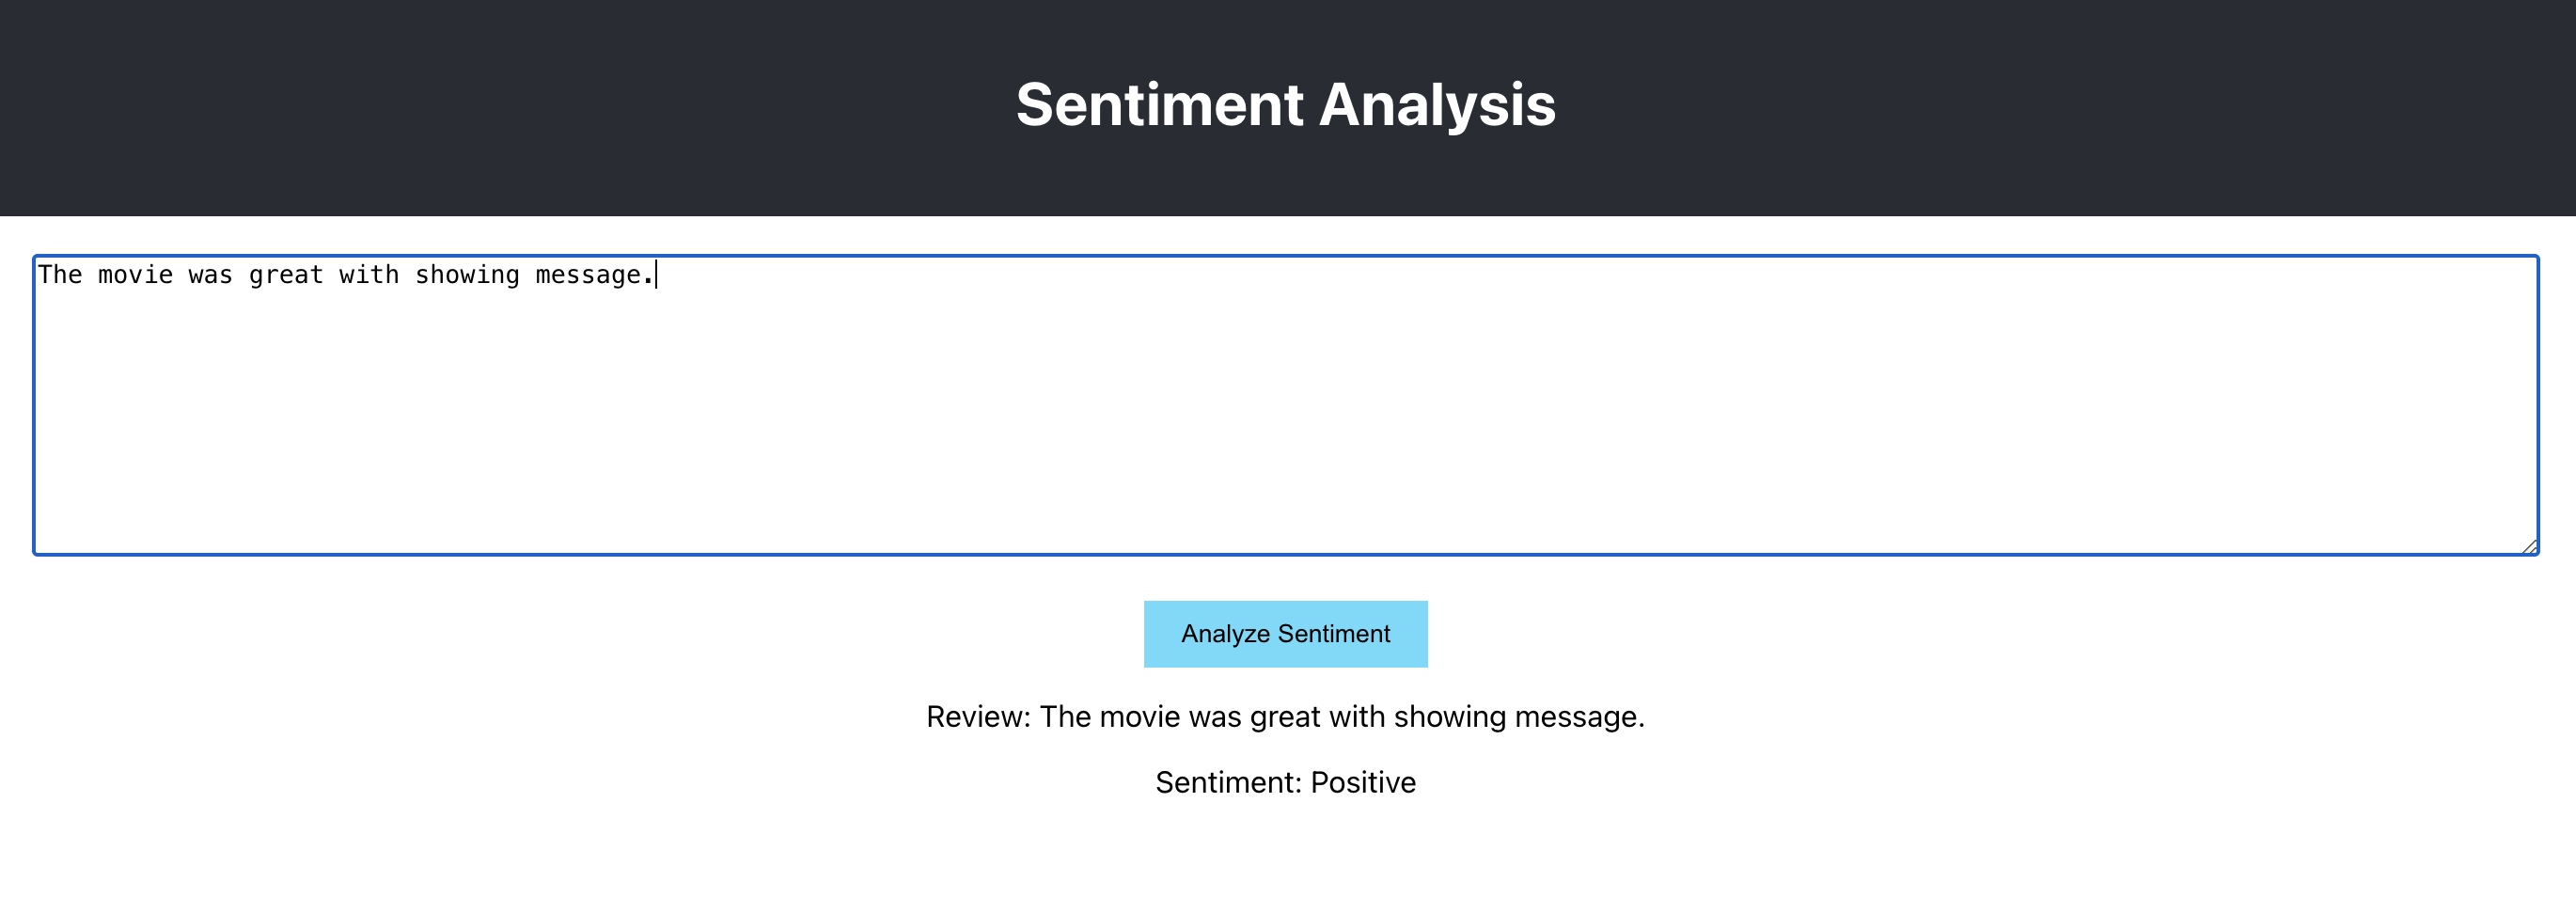 Sentiment Analysis
The movie was great with showing message.
Analyze Sentiment
Review: The movie was great with showing message.
Sentiment: Positive